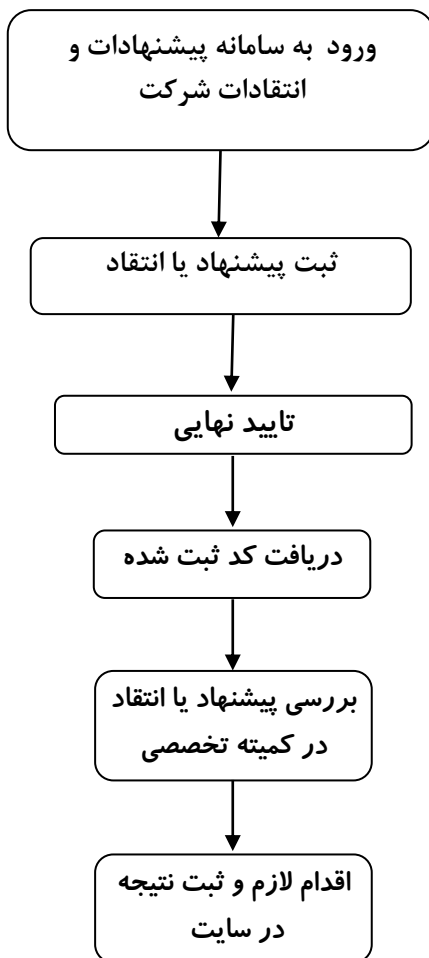 ورود به سامانه پیشنهادات و
انتقادات شرکت
ثبت پیشنهاد یا انتقاد
تایید نهایی
دریافت کد ثبت شده
بررسی پیشنهاد یا انتقاد
در کمیته تخصصی
اقدام لازم و ثبت نتیجه
در سایت